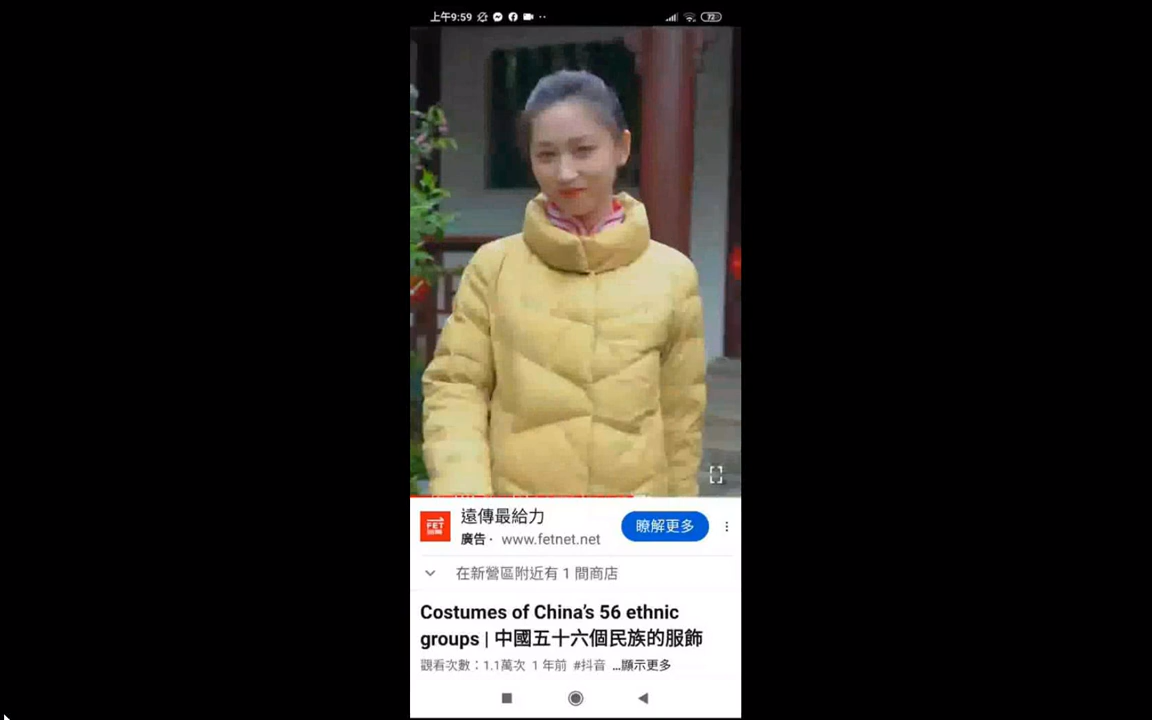 上午9:59
72
遠傳最給力
FET
遠傳
廣告 · www.fetnet.net
瞭解更多
在新營區附近有 1 間商店
Costumes of China’s 56 ethnic
groups | 中國五十六個民族的服飾
觀看次數：1.1萬次 1 年前 #抖音 ...顯示更多